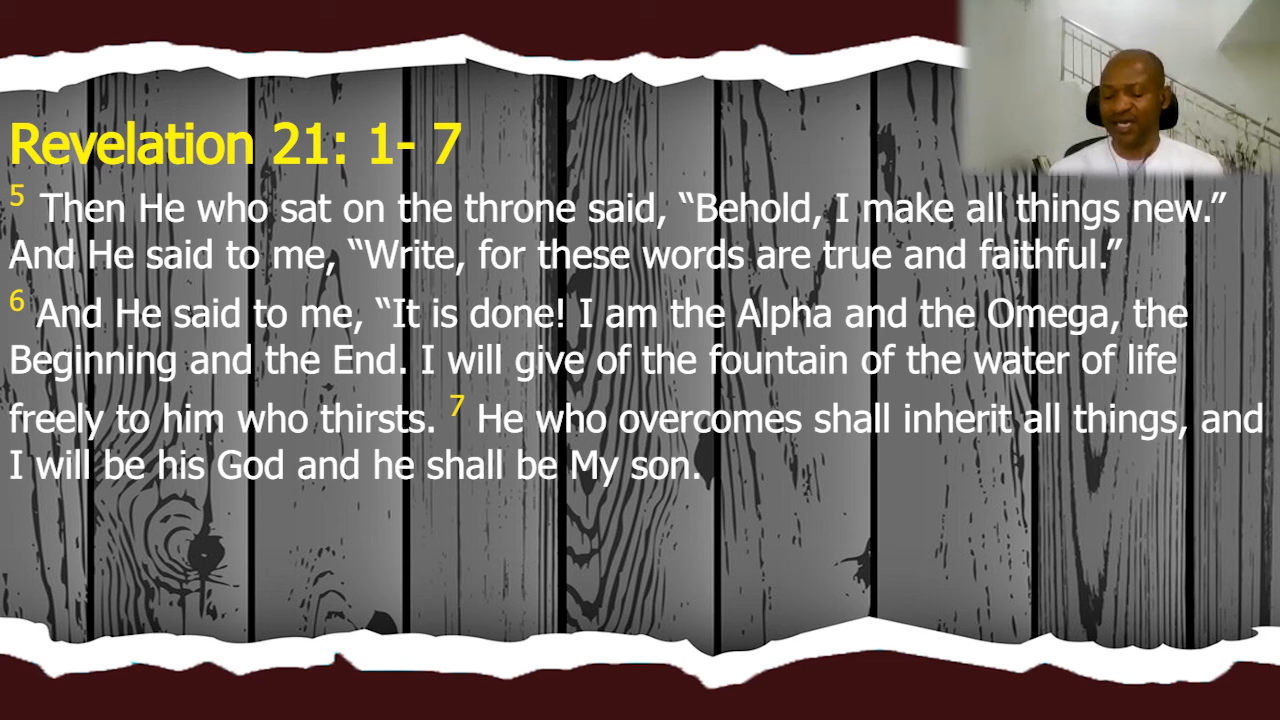 Revelation 21: 1- 7
5 Then He who sat on the throne said, “Behold, I make all things new.”
And He said to me, “Write, for these words are true and faithful.”
6 And He said to me, “It is done! I am the Alpha and the Omega, the
Beginning and the End. I will give of the fountain of the water of life
freely to him who thirsts. 7 He who overcomes shall inherit all things, and
I will be his God and he shall be My son.